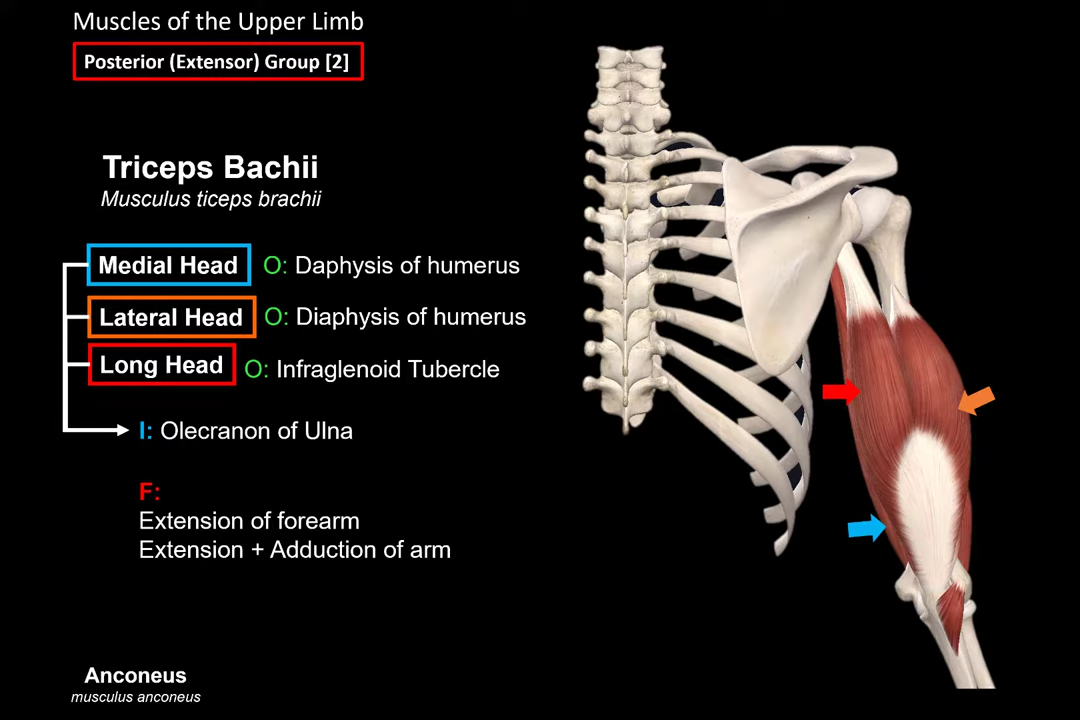 Muscles of the Upper Limb
Posterior (Extensor) Group [2]
Triceps Bachii
Musculus ticeps brachii
Medial Head O: Daphysis of humerus
Lateral Head O: Diaphysis of humerus
Long Head O: Infraglenoid Tubercle
I: Olecranon of Ulna
F:
Extension of forearm
Extension + Adduction of arm
Anconeus
musculus anconeus